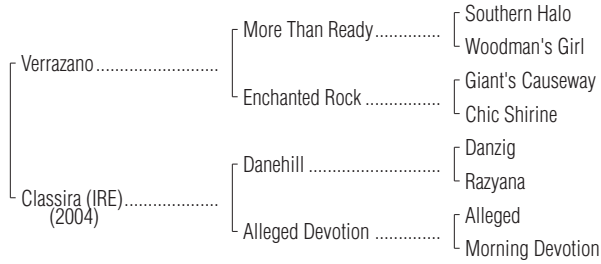 Southern Halo
More Than Ready..............
Woodman's Girl
Verrazano.........................
Giant's Causeway
Enchanted Rock ................
Chic Shirine
Danzig
Danehill ............................
Razyana
Classira (IRE)...................
(2004)
Alleged
Alleged Devotion ..............
Morning Devotion